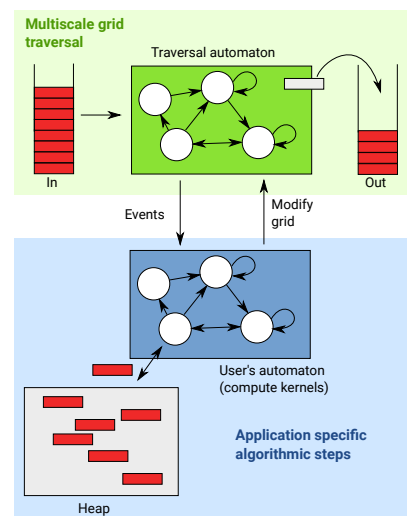 Multiscale grid
traversal
Traversal automaton
In
Out
Events
Modify
grid
User's automaton
(compute kernels)
Application specific
algorithmic steps
Heap